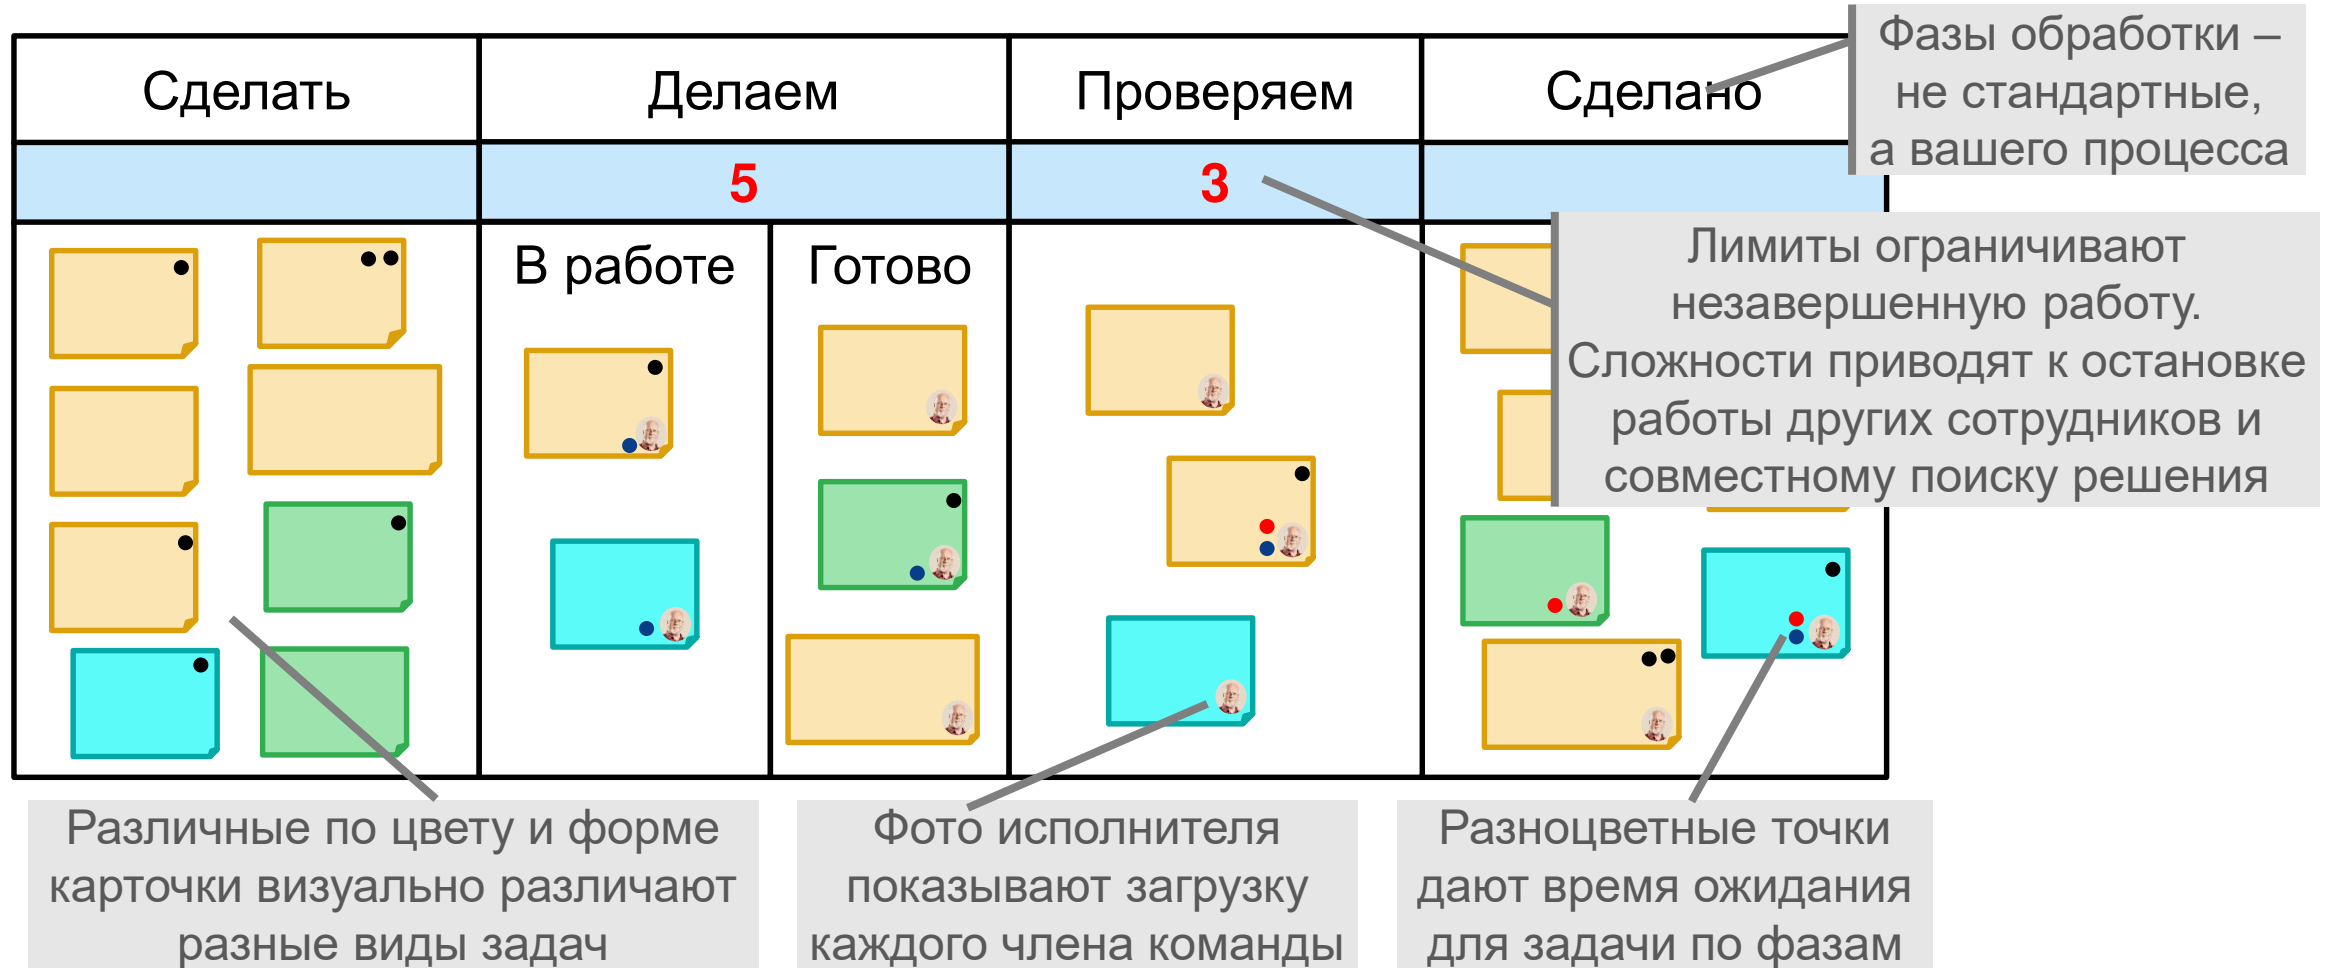 Сделать
Делаем
Проверяем
Сделано
Фазы обработки –
не стандартные,
а вашего процесса
5
3
В работе
Готово
Лимиты ограничивают
незавершенную работу.
Сложности приводят к остановке
работы других сотрудников и
совместному поиску решения
Различные по цвету и форме
карточки визуально различают
разные виды задач
Фото исполнителя
показывают загрузку
каждого члена команды
Разноцветные точки
дают время ожидания
для задачи по фазам